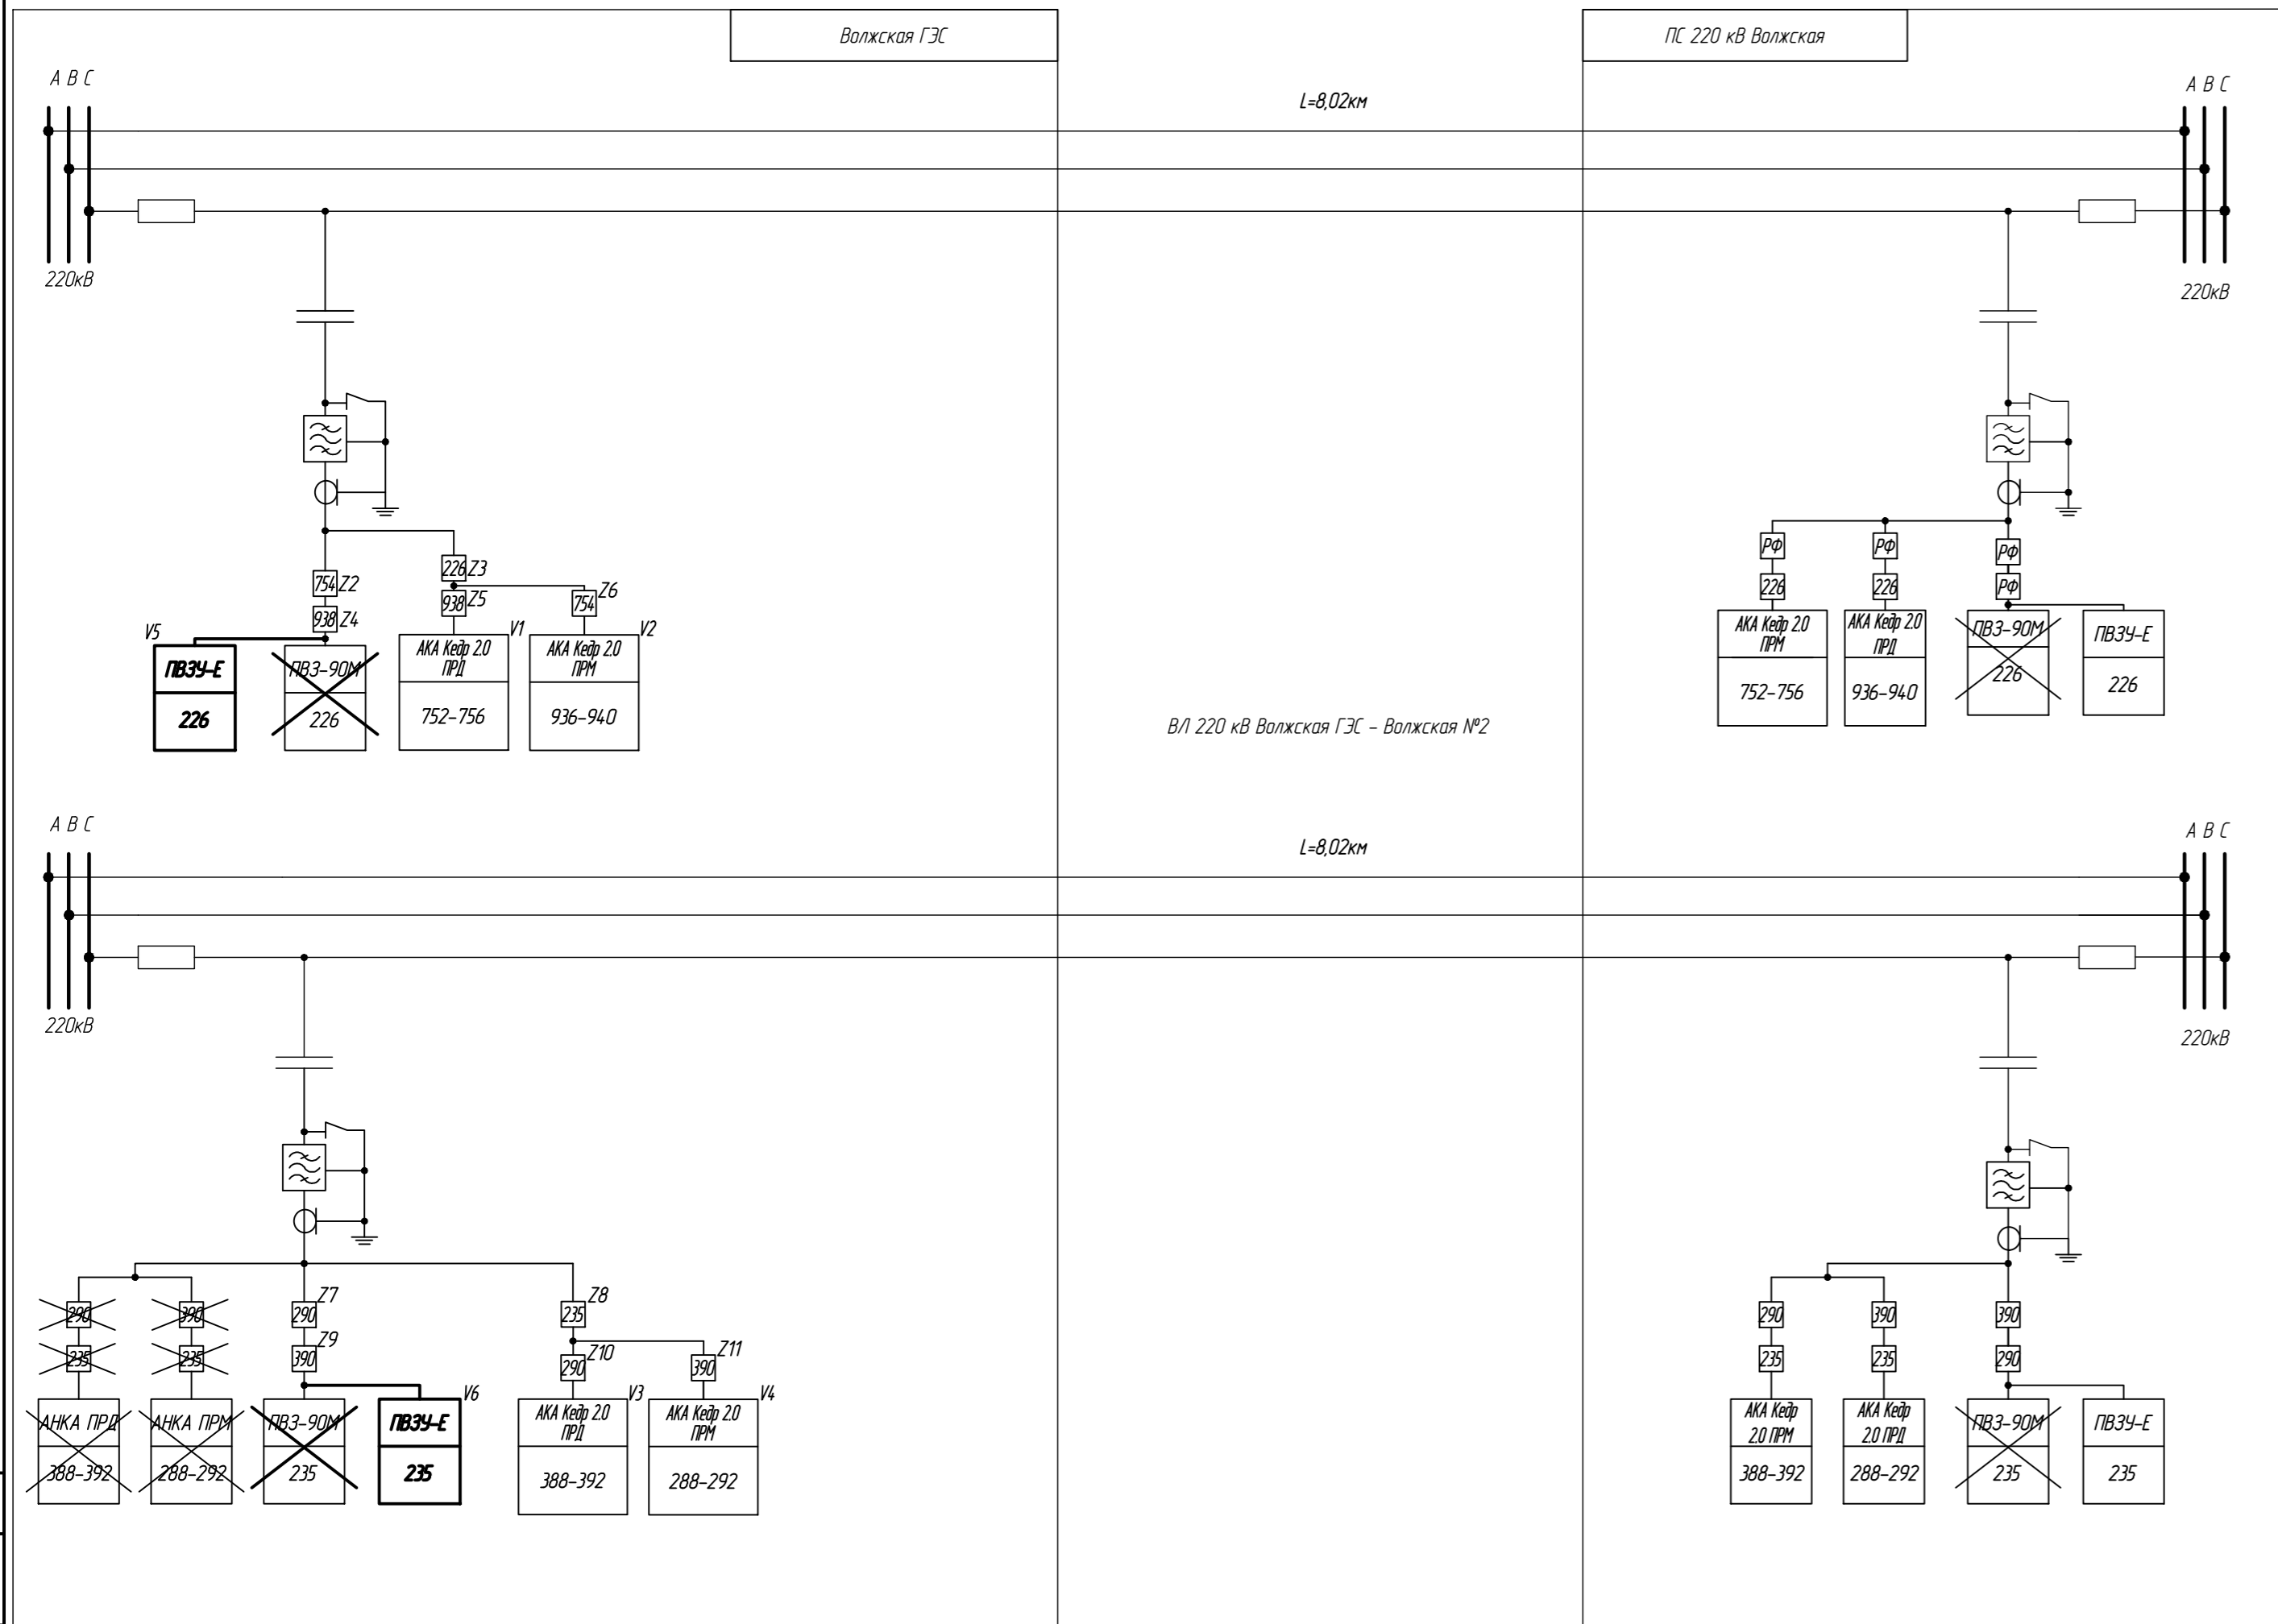 Волжская ГЭС
ПС 220 кВ Волжская
A B C
L=8,02км
A B C
220кВ
220кВ
754 Z2
938 Z4
226 Z3
938 Z5
754 Z6
V5
ПВЗУ-Е
226
ПВЗ-90М
226
V1
АКА Кедр 2.0
ПРД
752-756
V2
АКА Кедр 2.0
ПРМ
936-940
РФ
226
РФ
226
РФ
РФ
АКА Кедр 2.0
ПРМ
752-756
АКА Кедр 2.0
ПРД
936-940
ПВЗ-90М
226
ПВЗУ-Е
226
ВЛ 220 кВ Волжская ГЭС - Волжская №2
A B C
L=8,02км
A B C
220кВ
220кВ
290
235
390
235
290 Z7
390 Z9
235 Z8
290 Z10
390 Z11
АНКА ПРД
388-392
АНКА ПРМ
288-292
ПВЗ-90М
235
V6
ПВЗУ-Е
235
V3
АКА Кедр 2.0
ПРД
388-392
V4
АКА Кедр 2.0
ПРМ
288-292
290
235
390
235
390
290
АКА Кедр
2.0 ПРМ
388-392
АКА Кедр
2.0 ПРД
288-292
ПВЗ-90М
235
ПВЗУ-Е
235